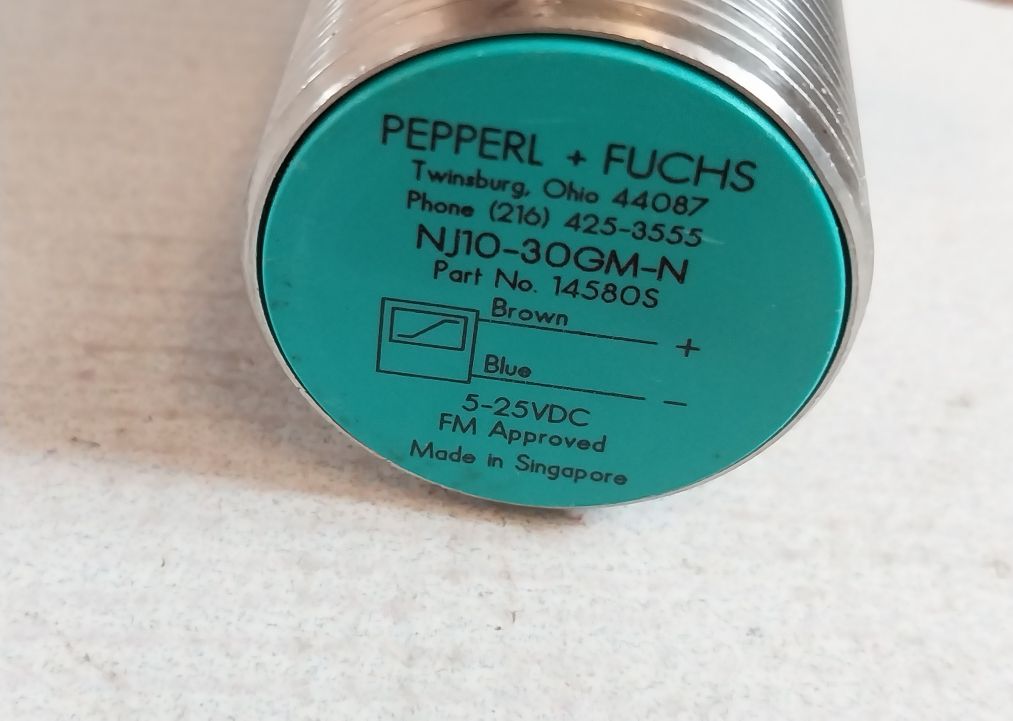 PEPPERL + FUCHS
Twinsburg, Ohio 44087
Phone (216) 425-3555
NJ10-30GM-N
Part No. 14580S
Brown
+
Blue
-
5-25VDC
FM Approved
Made in Singapore